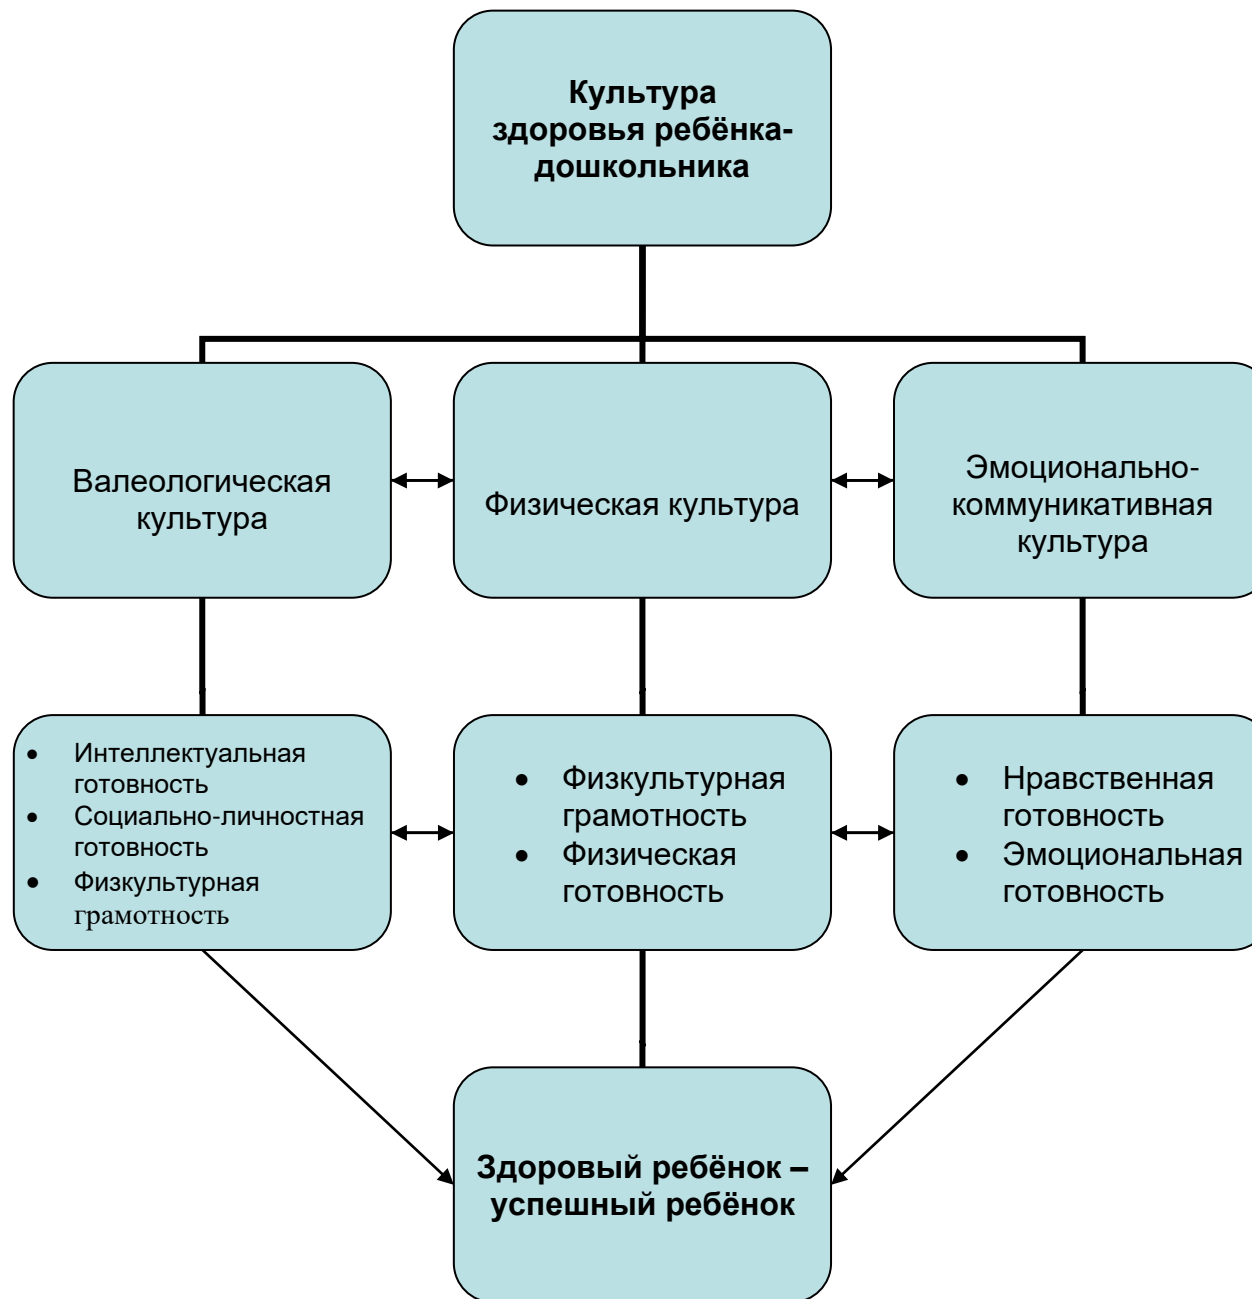 Культура
здоровья ребёнка-
дошкольника
Валеологическая
культура
Физическая культура
Эмоционально-
коммуникативная
культура
• Интеллектуальная
готовность
• Социально-личностная
готовность
• Физкультурная
грамотность
• Физкультурная
грамотность
• Физическая
готовность
• Нравственная
готовность
• Эмоциональная
готовность
Здоровый ребёнок –
успешный ребёнок